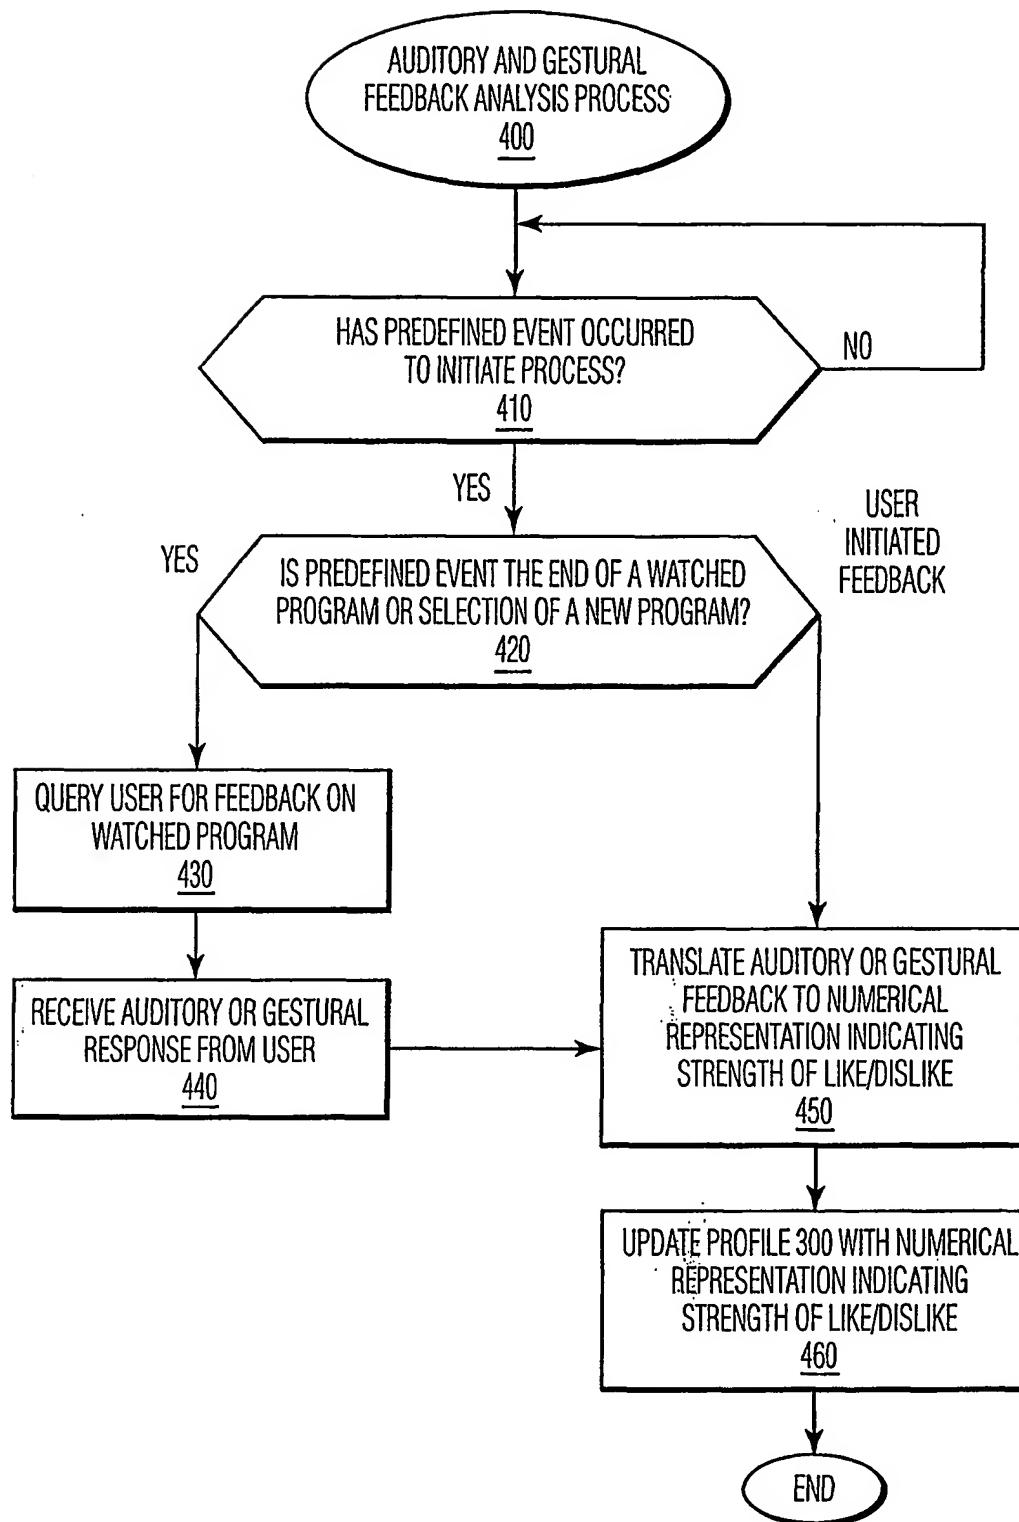 AUDITORY AND GESTURAL
FEEDBACK ANALYSIS PROCESS
400
HAS PREDEFINED EVENT OCCURRED
TO INITIATE PROCESS?
410
NO
YES
USER
INITIATED
FEEDBACK
YES
IS PREDEFINED EVENT THE END OF A WATCHED
PROGRAM OR SELECTION OF A NEW PROGRAM?
420
QUERY USER FOR FEEDBACK ON
WATCHED PROGRAM
430
RECEIVE AUDITORY OR GESTURAL
RESPONSE FROM USER
440
TRANSLATE AUDITORY OR GESTURAL
FEEDBACK TO NUMERICAL
REPRESENTATION INDICATING
STRENGTH OF LIKE/DISLIKE
450
UPDATE PROFILE 300 WITH NUMERICAL
REPRESENTATION INDICATING
STRENGTH OF LIKE/DISLIKE
460
END